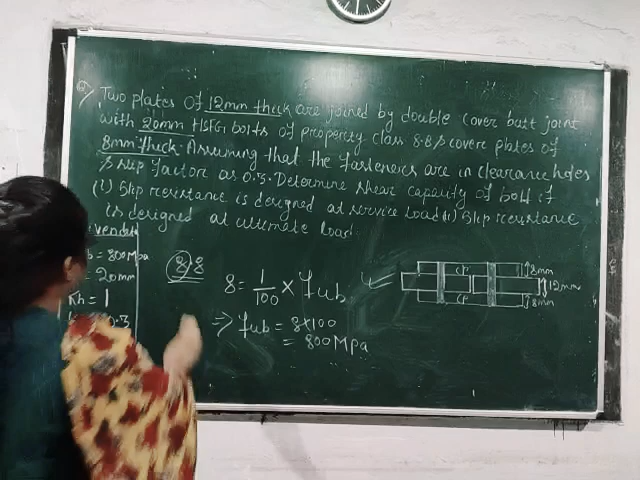 Q) Two plates of 12mm thick are joined by double cover butt joint
with 20mm HSFG bolts of property class 8.8 & cover plates of
8mm thick. Assuming that the fasteners are in clearance holes
& slip factor as 0.3. Determine shear capacity of bolt if
(i) Slip resistance is designed at service load (ii) Slip resistance
is designed at ultimate load.
= 800MPa
= 20mm
Kh = 1
0.3
8.8
8 = 1/100 × fub
⇒ fub = 8×100
= 800MPa
8mm
12mm
8mm